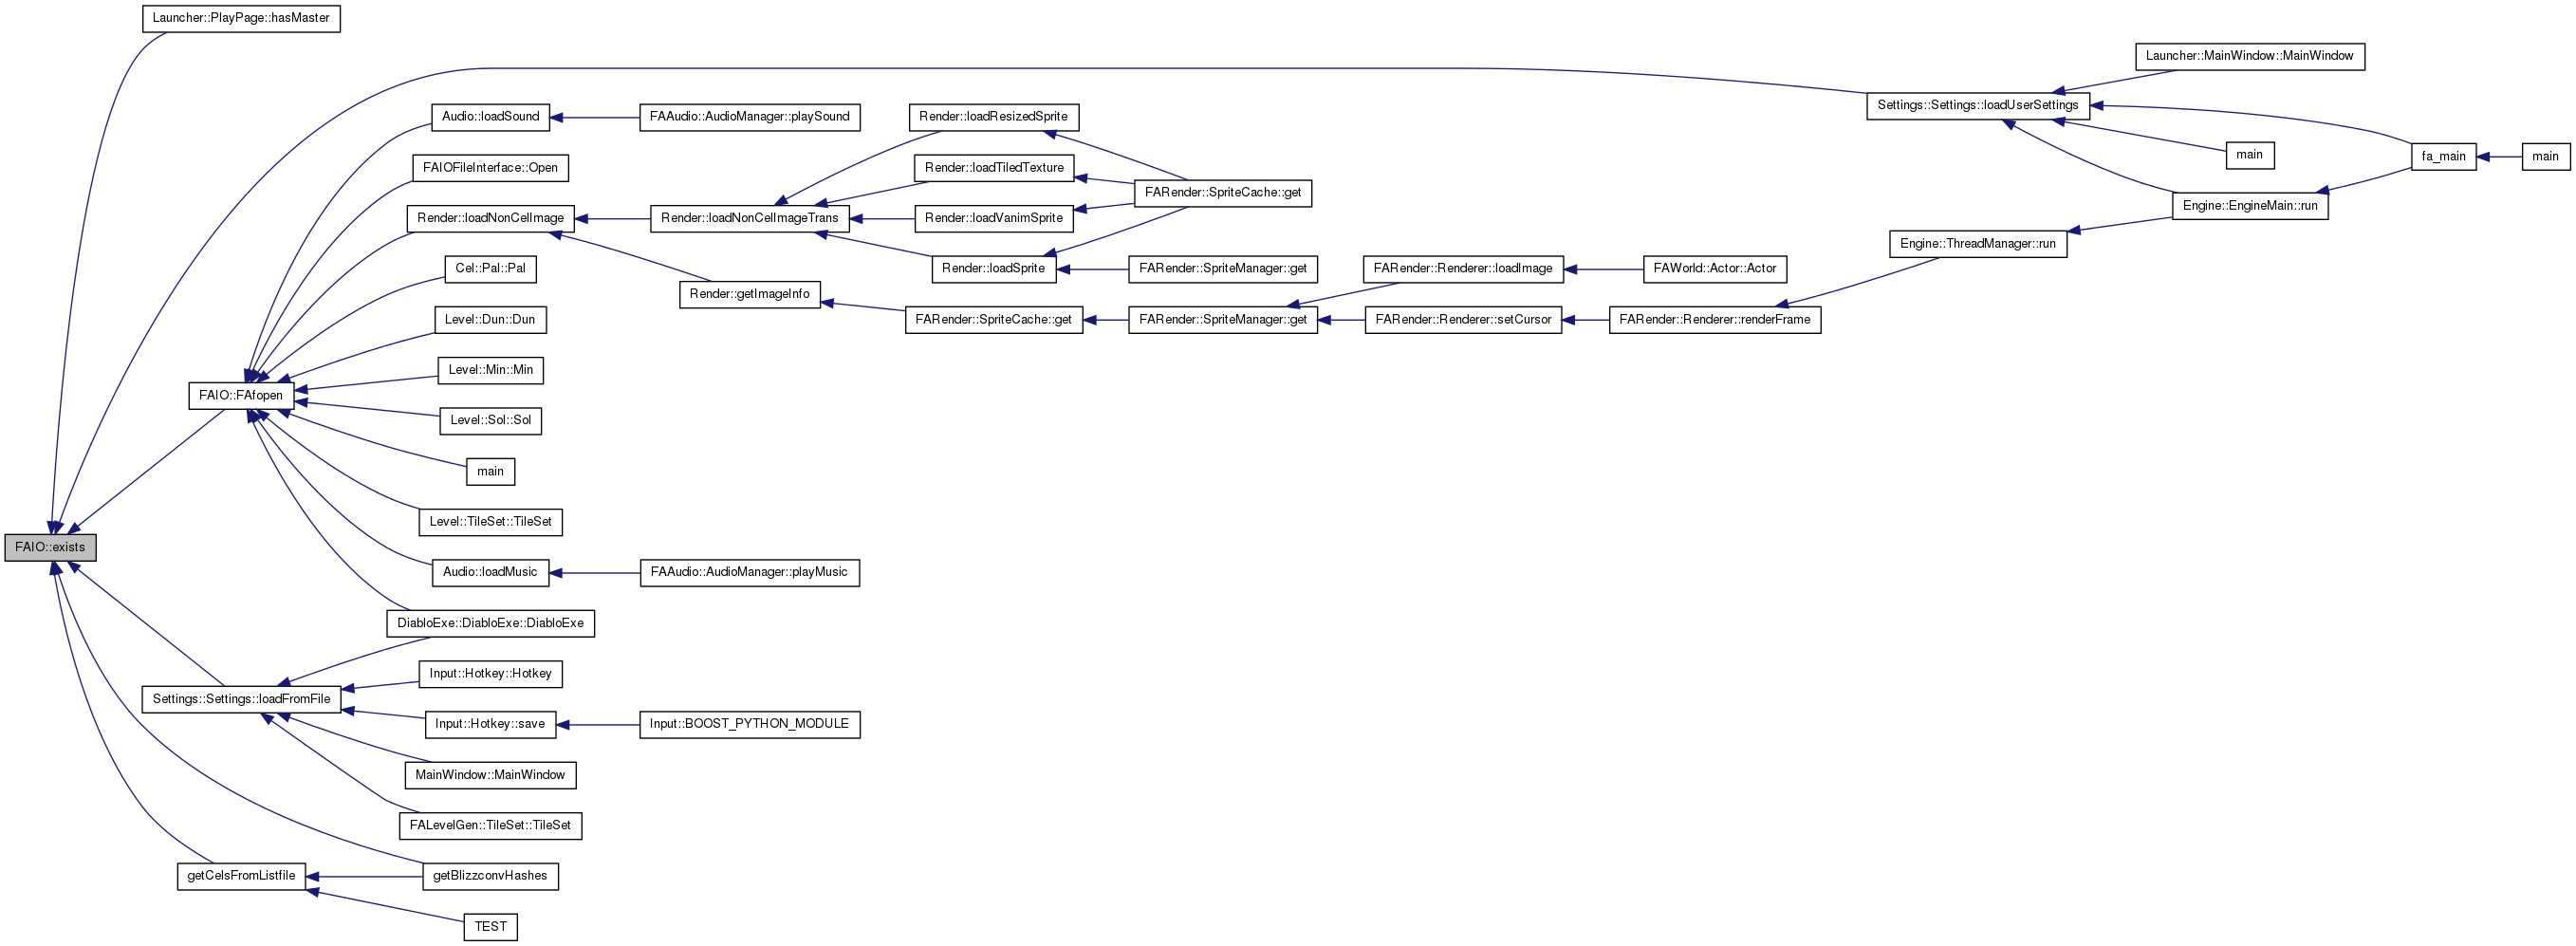 Launcher::PlayPage::hasMaster
Launcher::MainWindow::MainWindow
Settings::Settings::loadUserSettings
Audio::loadSound
FAAudio::AudioManager::playSound
Render::loadResizedSprite
main
fa_main
main
FAIOFileInterface::Open
Render::loadTiledTexture
FARender::SpriteCache::get
Engine::EngineMain::run
Render::loadNonCelImage
Render::loadNonCelImageTrans
Render::loadVanimSprite
Engine::ThreadManager::run
Cel::Pal::Pal
Render::loadSprite
FARender::SpriteManager::get
FARender::Renderer::loadImage
FAWorld::Actor::Actor
Render::getImageInfo
Level::Dun::Dun
FARender::SpriteCache::get
FARender::SpriteManager::get
FARender::Renderer::setCursor
FARender::Renderer::renderFrame
Level::Min::Min
FAIO::FAfopen
Level::Sol::Sol
main
Level::TileSet::TileSet
FAIO::exists
Audio::loadMusic
FAAudio::AudioManager::playMusic
DiabloExe::DiabloExe::DiabloExe
Input::Hotkey::Hotkey
Settings::Settings::loadFromFile
Input::Hotkey::save
Input::BOOST_PYTHON_MODULE
MainWindow::MainWindow
FALevelGen::TileSet::TileSet
getCelsFromListfile
getBlizzconvHashes
TEST